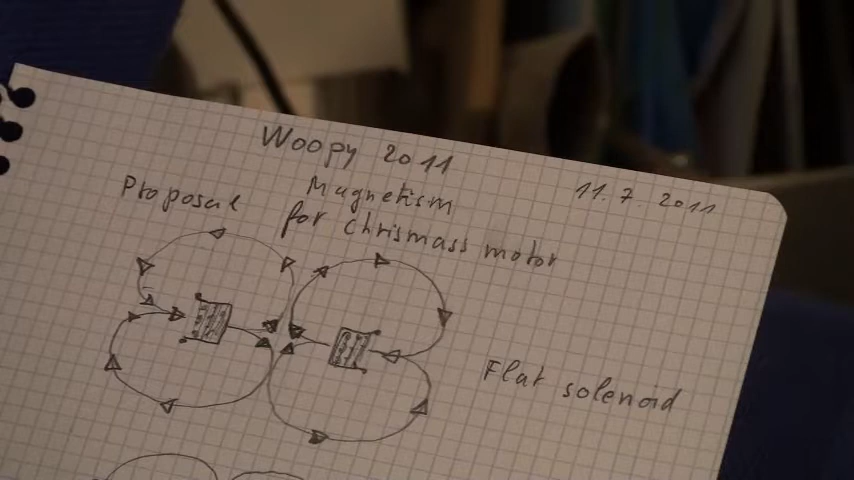 Woopy 2011
11.7.2011
Proposal
Magnetism
for chrismass motor
Flat solenoid